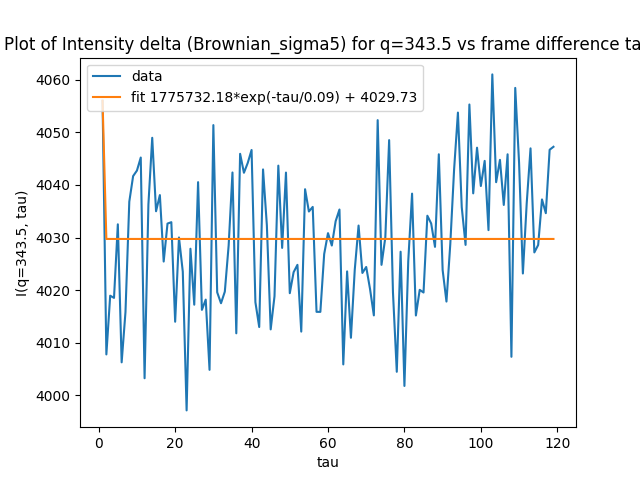 Plot of Intensity delta (Brownian_sigma5) for q=343.5 vs frame difference ta
data
fit 1775732.18*exp(-tau/0.09) + 4029.73
I(q=343.5, tau)
4060
4050
4040
4030
4020
4010
4000
0 20 40 60 80 100 120
tau